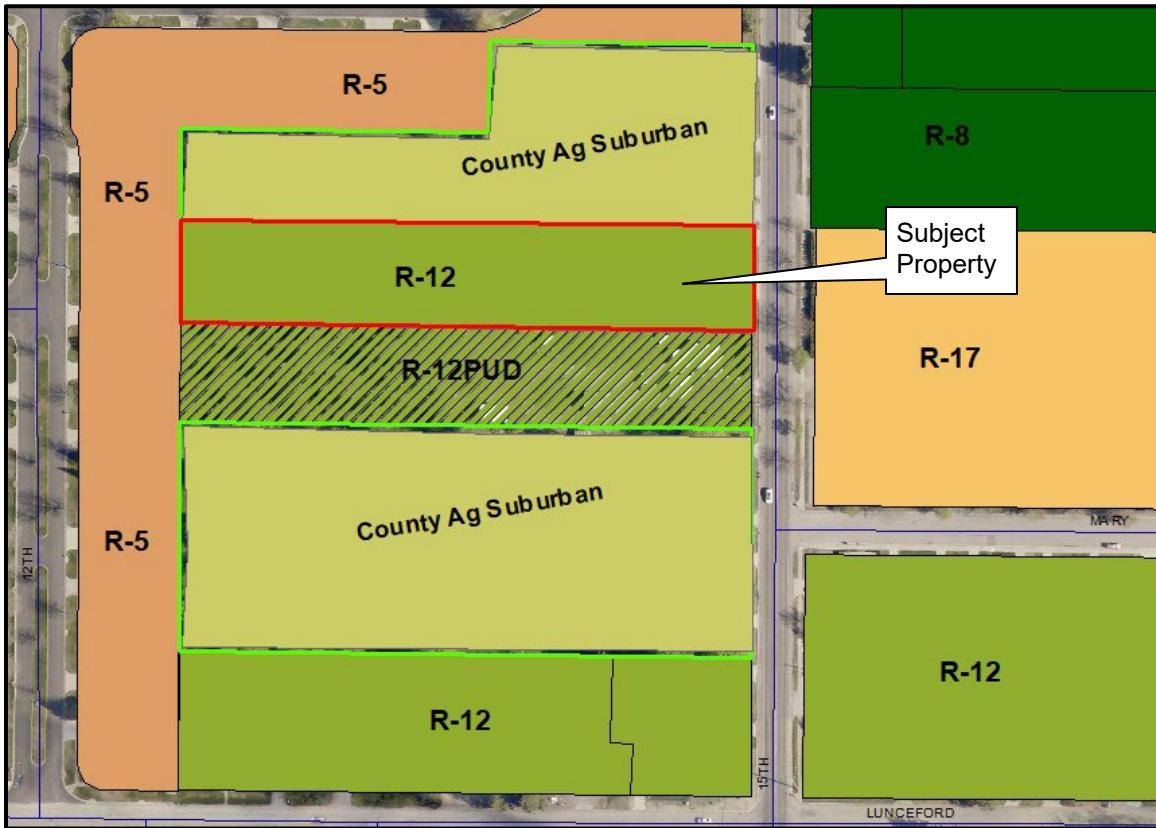 R-5
County Ag Suburban
R-8
R-5
Subject
Property
R-12
R-17
R-12PUD
County Ag Suburban
MARY
R-5
12TH
R-12
R-12
15TH
LUNCEFORD